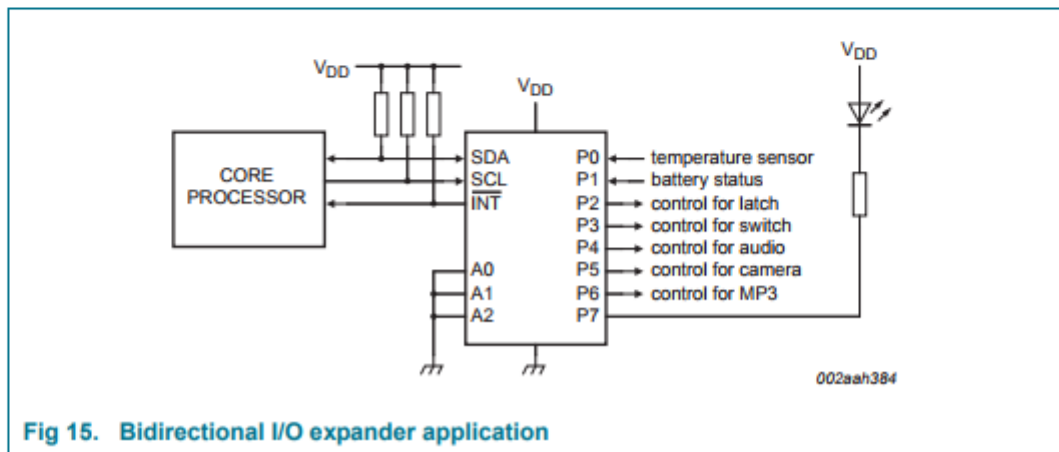 VDD
VDD
VDD
CORE
PROCESSOR
SDA
SCL
INT
A0
A1
A2
P0
P1
P2
P3
P4
P5
P6
P7
temperature sensor
battery status
control for latch
control for switch
control for audio
control for camera
control for MP3
002aah384
Fig 15. Bidirectional I/O expander application